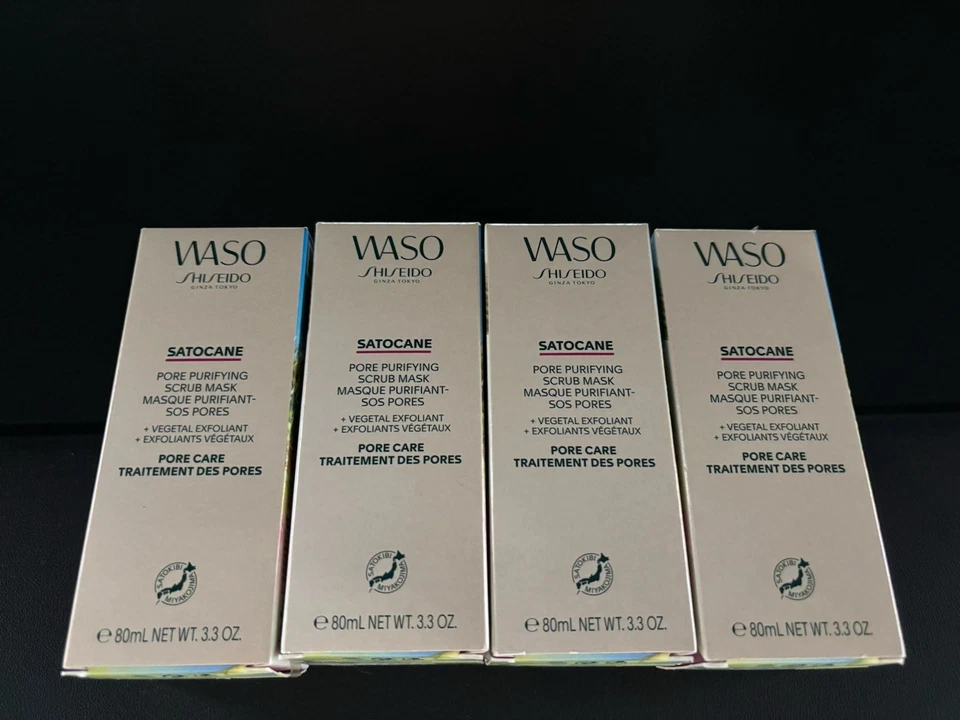 WASO
SHISEIDO
GINZA TOKYO
SATOCANE
PORE PURIFYING
SCRUB MASK
MASQUE PURIFIANT-
SOS PORES
+ VEGETAL EXFOLIANT
+ EXFOLIANTS VÉGÉTAUX
PORE CARE
TRAITEMENT DES PORES
SATOKIBI
MIYAKOJIMA
℮ 80mL NET WT. 3.3 OZ.
WASO
SHISEIDO
GINZA TOKYO
SATOCANE
PORE PURIFYING
SCRUB MASK
MASQUE PURIFIANT-
SOS PORES
+ VEGETAL EXFOLIANT
+ EXFOLIANTS VÉGÉTAUX
PORE CARE
TRAITEMENT DES PORES
SATOKIBI
MIYAKOJIMA
℮ 80mL NET WT. 3.3 OZ.
WASO
SHISEIDO
GINZA TOKYO
SATOCANE
PORE PURIFYING
SCRUB MASK
MASQUE PURIFIANT-
SOS PORES
+ VEGETAL EXFOLIANT
+ EXFOLIANTS VÉGÉTAUX
PORE CARE
TRAITEMENT DES PORES
SATOKIBI
MIYAKOJIMA
℮ 80mL NET WT. 3.3 OZ.
WASO
SHISEIDO
GINZA TOKYO
SATOCANE
PORE PURIFYING
SCRUB MASK
MASQUE PURIFIANT-
SOS PORES
+ VEGETAL EXFOLIANT
+ EXFOLIANTS VÉGÉTAUX
PORE CARE
TRAITEMENT DES PORES
SATOKIBI
MIYAKOJIMA
℮ 80mL NET WT. 3.3 OZ.